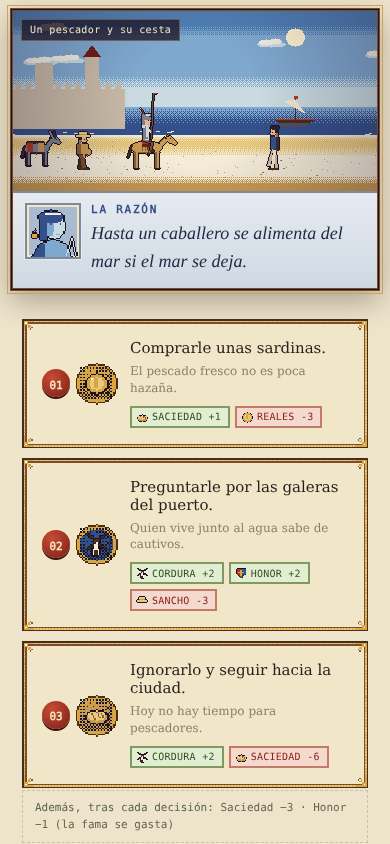 Un pescador y su cesta
LA RAZÓN
Hasta un caballero se alimenta del
mar si el mar se deja.
01
Comprarle unas sardinas.
El pescado fresco no es poca
hazaña.
SACIEDAD +1
REALES -3
02
Preguntarle por las galeras
del puerto.
Quien vive junto al agua sabe de
cautivos.
CORDURA +2
HONOR +2
SANCHO -3
03
Ignorarlo y seguir hacia la
ciudad.
Hoy no hay tiempo para
pescadores.
CORDURA +2
SACIEDAD -6
Además, tras cada decisión: Saciedad −3 · Honor
−1 (la fama se gasta)